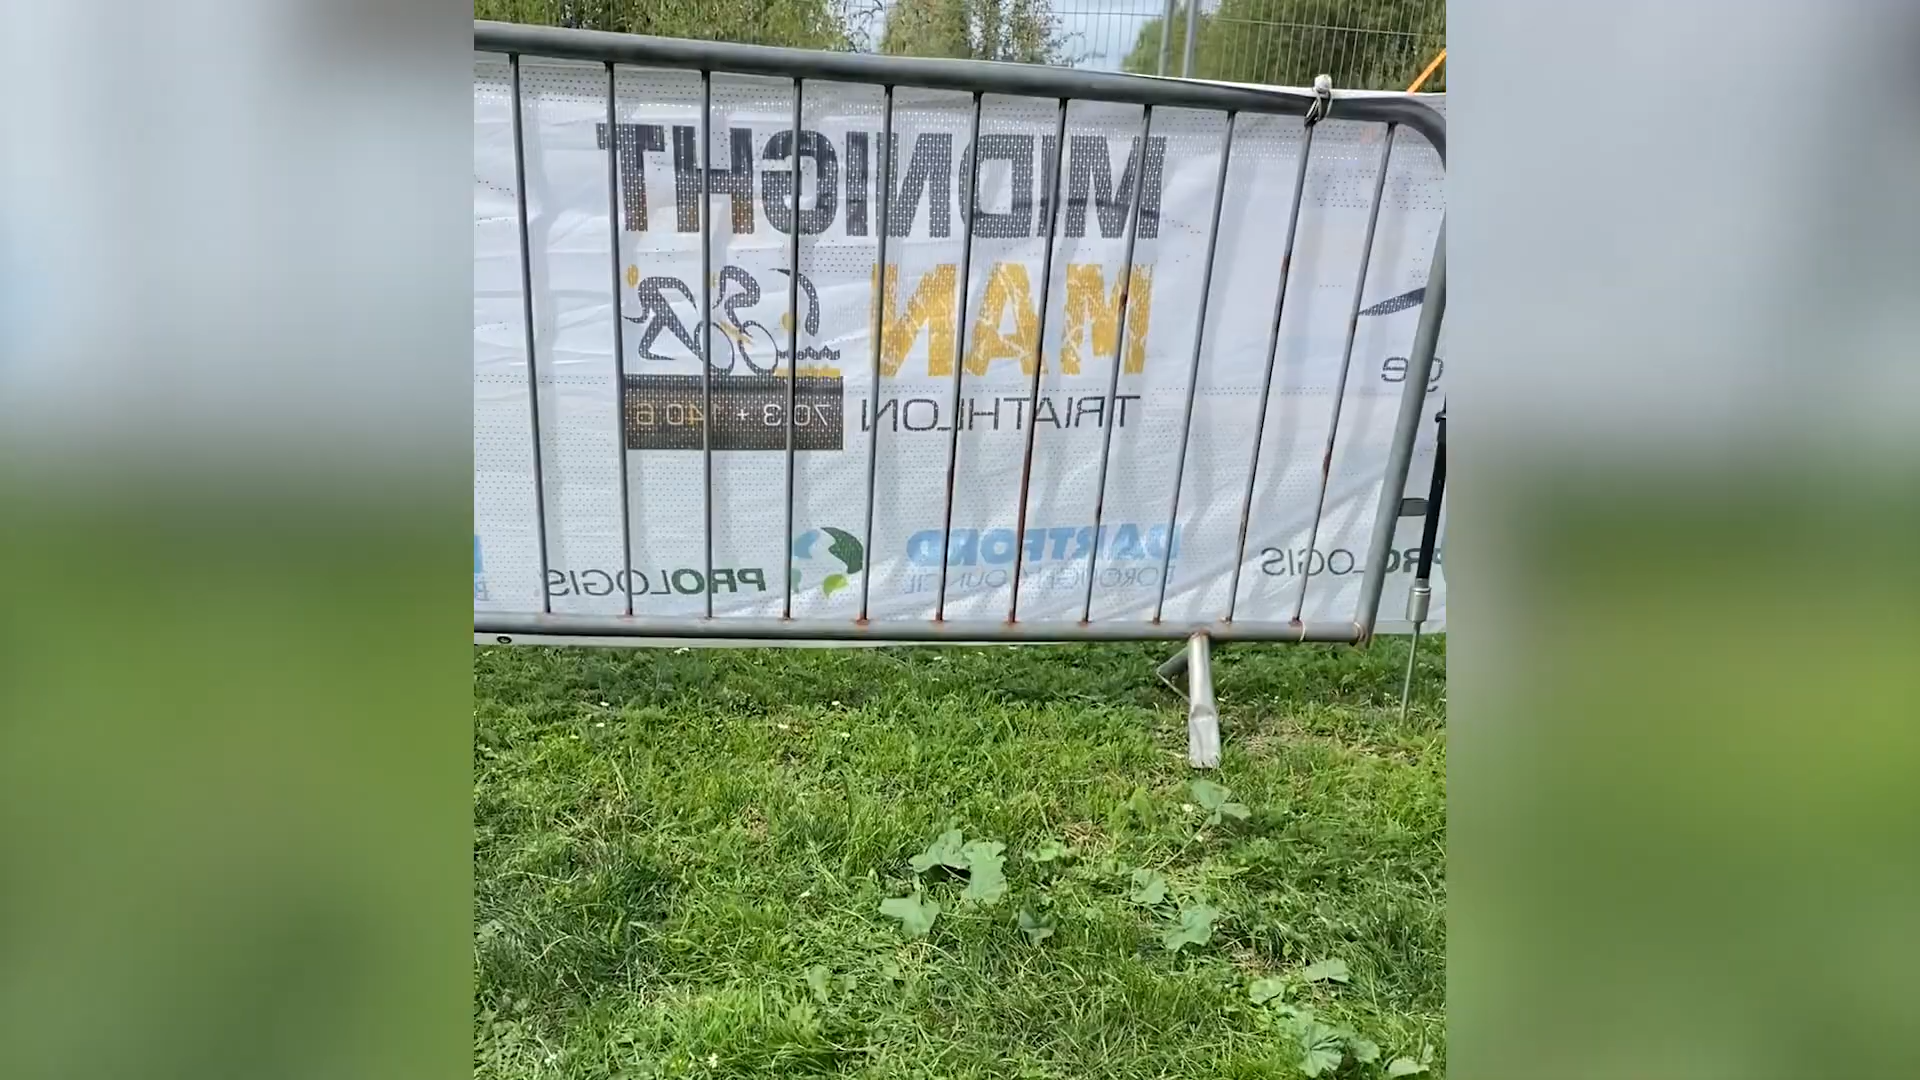 MIDNIGHT
MAN
TRIATHLON
70.3 + 140.6
DARTFORD
BOROUGH COUNCIL
PROLOGIS
PROLOGIS